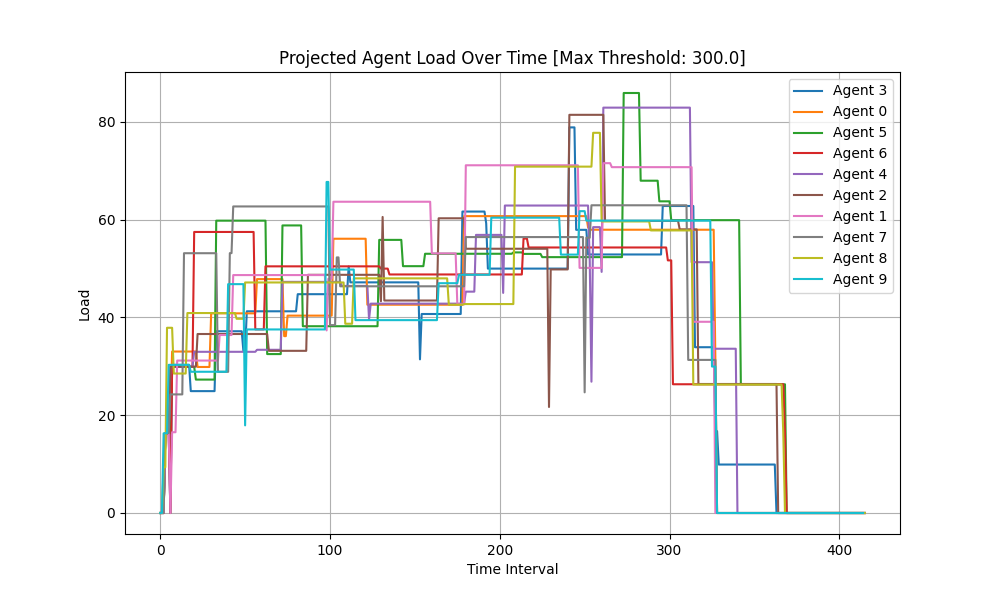 Projected Agent Load Over Time [Max Threshold: 300.0]
Agent 3
Agent 0
Agent 5
Agent 6
Agent 4
Agent 2
Agent 1
Agent 7
Agent 8
Agent 9
80
60
40
20
0
Load
0 100 200 300 400
Time Interval